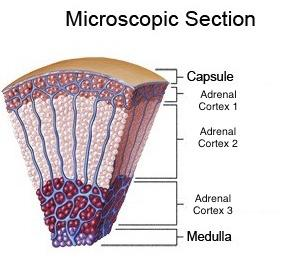 Microscopic Section
Capsule
Adrenal
Cortex 1
Adrenal
Cortex 2
Adrenal
Cortex 3
Medulla